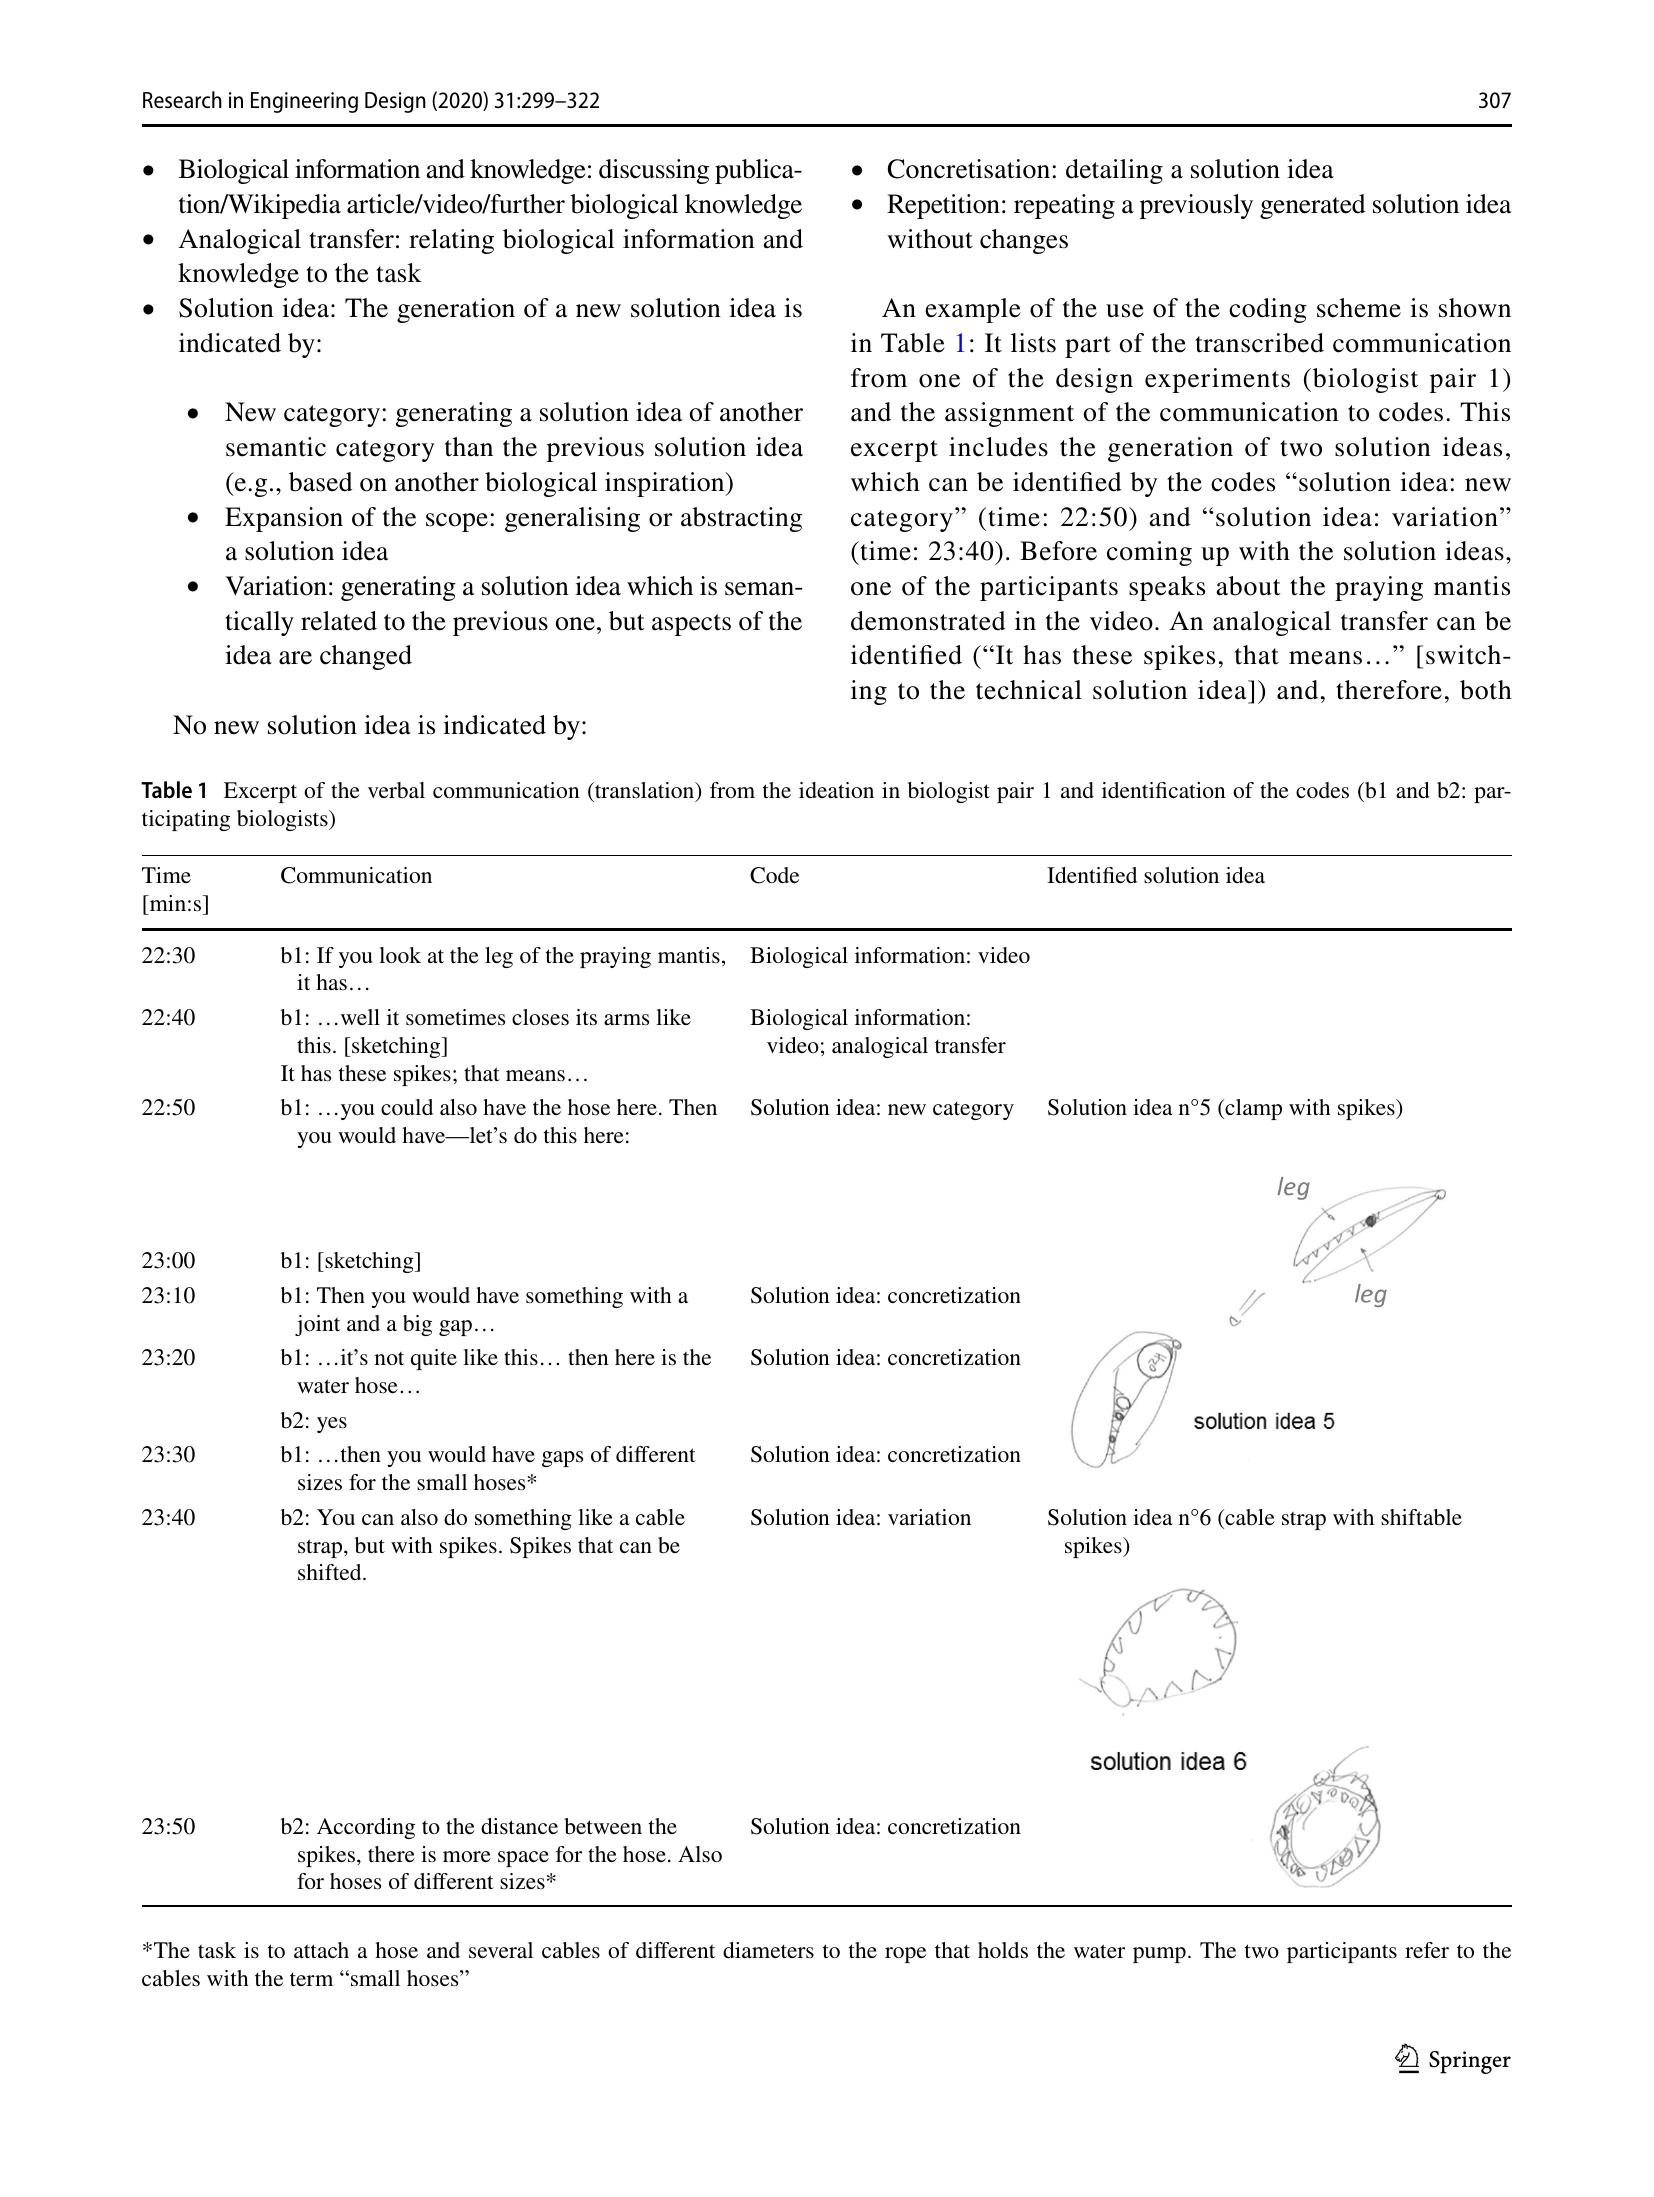 Research in Engineering Design (2020) 31:299–322
307
• Biological information and knowledge: discussing publica-
tion/Wikipedia article/video/further biological knowledge
• Analogical transfer: relating biological information and
knowledge to the task
• Solution idea: The generation of a new solution idea is
indicated by:
• New category: generating a solution idea of another
semantic category than the previous solution idea
(e.g., based on another biological inspiration)
• Expansion of the scope: generalising or abstracting
a solution idea
• Variation: generating a solution idea which is seman-
tically related to the previous one, but aspects of the
idea are changed
No new solution idea is indicated by:
• Concretisation: detailing a solution idea
• Repetition: repeating a previously generated solution idea
without changes
An example of the use of the coding scheme is shown
in Table 1: It lists part of the transcribed communication
from one of the design experiments (biologist pair 1)
and the assignment of the communication to codes. This
excerpt includes the generation of two solution ideas,
which can be identified by the codes “solution idea: new
category” (time: 22:50) and “solution idea: variation”
(time: 23:40). Before coming up with the solution ideas,
one of the participants speaks about the praying mantis
demonstrated in the video. An analogical transfer can be
identified (“It has these spikes, that means…” [switch-
ing to the technical solution idea]) and, therefore, both
Table 1 Excerpt of the verbal communication (translation) from the ideation in biologist pair 1 and identification of the codes (b1 and b2: par-
ticipating biologists)
Time Communication Code Identified solution idea
[min:s]
22:30 b1: If you look at the leg of the praying mantis, Biological information: video
it has…
22:40 b1: …well it sometimes closes its arms like Biological information:
this. [sketching] video; analogical transfer
It has these spikes; that means…
22:50 b1: …you could also have the hose here. Then Solution idea: new category Solution idea n°5 (clamp with spikes)
you would have—let’s do this here:
leg
23:00 b1: [sketching]
23:10 b1: Then you would have something with a Solution idea: concretization
leg
joint and a big gap…
23:20 b1: …it’s not quite like this… then here is the Solution idea: concretization
H2O
water hose…
b2: yes
solution idea 5
23:30 b1: …then you would have gaps of different Solution idea: concretization
sizes for the small hoses*
23:40 b2: You can also do something like a cable Solution idea: variation Solution idea n°6 (cable strap with shiftable
strap, but with spikes. Spikes that can be spikes)
shifted.
solution idea 6
23:50 b2: According to the distance between the Solution idea: concretization
spikes, there is more space for the hose. Also
for hoses of different sizes*
*The task is to attach a hose and several cables of different diameters to the rope that holds the water pump. The two participants refer to the
cables with the term “small hoses”
Springer